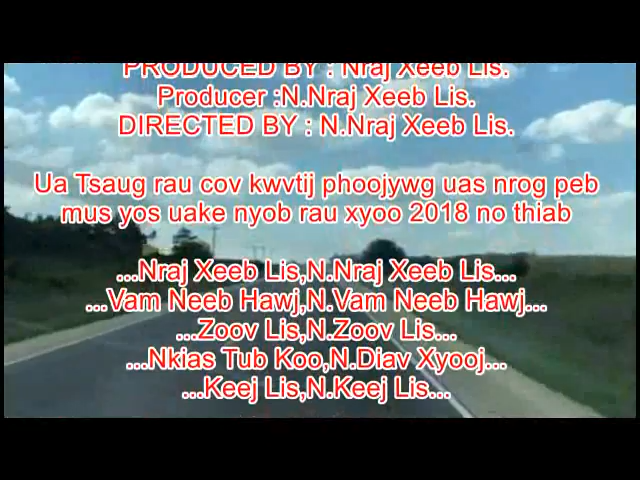 PRODUCED BY : Nraj Xeeb Lis.
Producer :N.Nraj Xeeb Lis.
DIRECTED BY : N.Nraj Xeeb Lis.
Ua Tsaug rau cov kwvtij phoojywg uas nrog peb
mus yos uake nyob rau xyoo 2018 no thiab
...Nraj Xeeb Lis,N.Nraj Xeeb Lis...
...Vam Neeb Hawj,N.Vam Neeb Hawj...
...Zoov Lis,N.Zoov Lis...
...Nkias Tub Koo,N.Diav Xyooj...
...Keej Lis,N.Keej Lis...